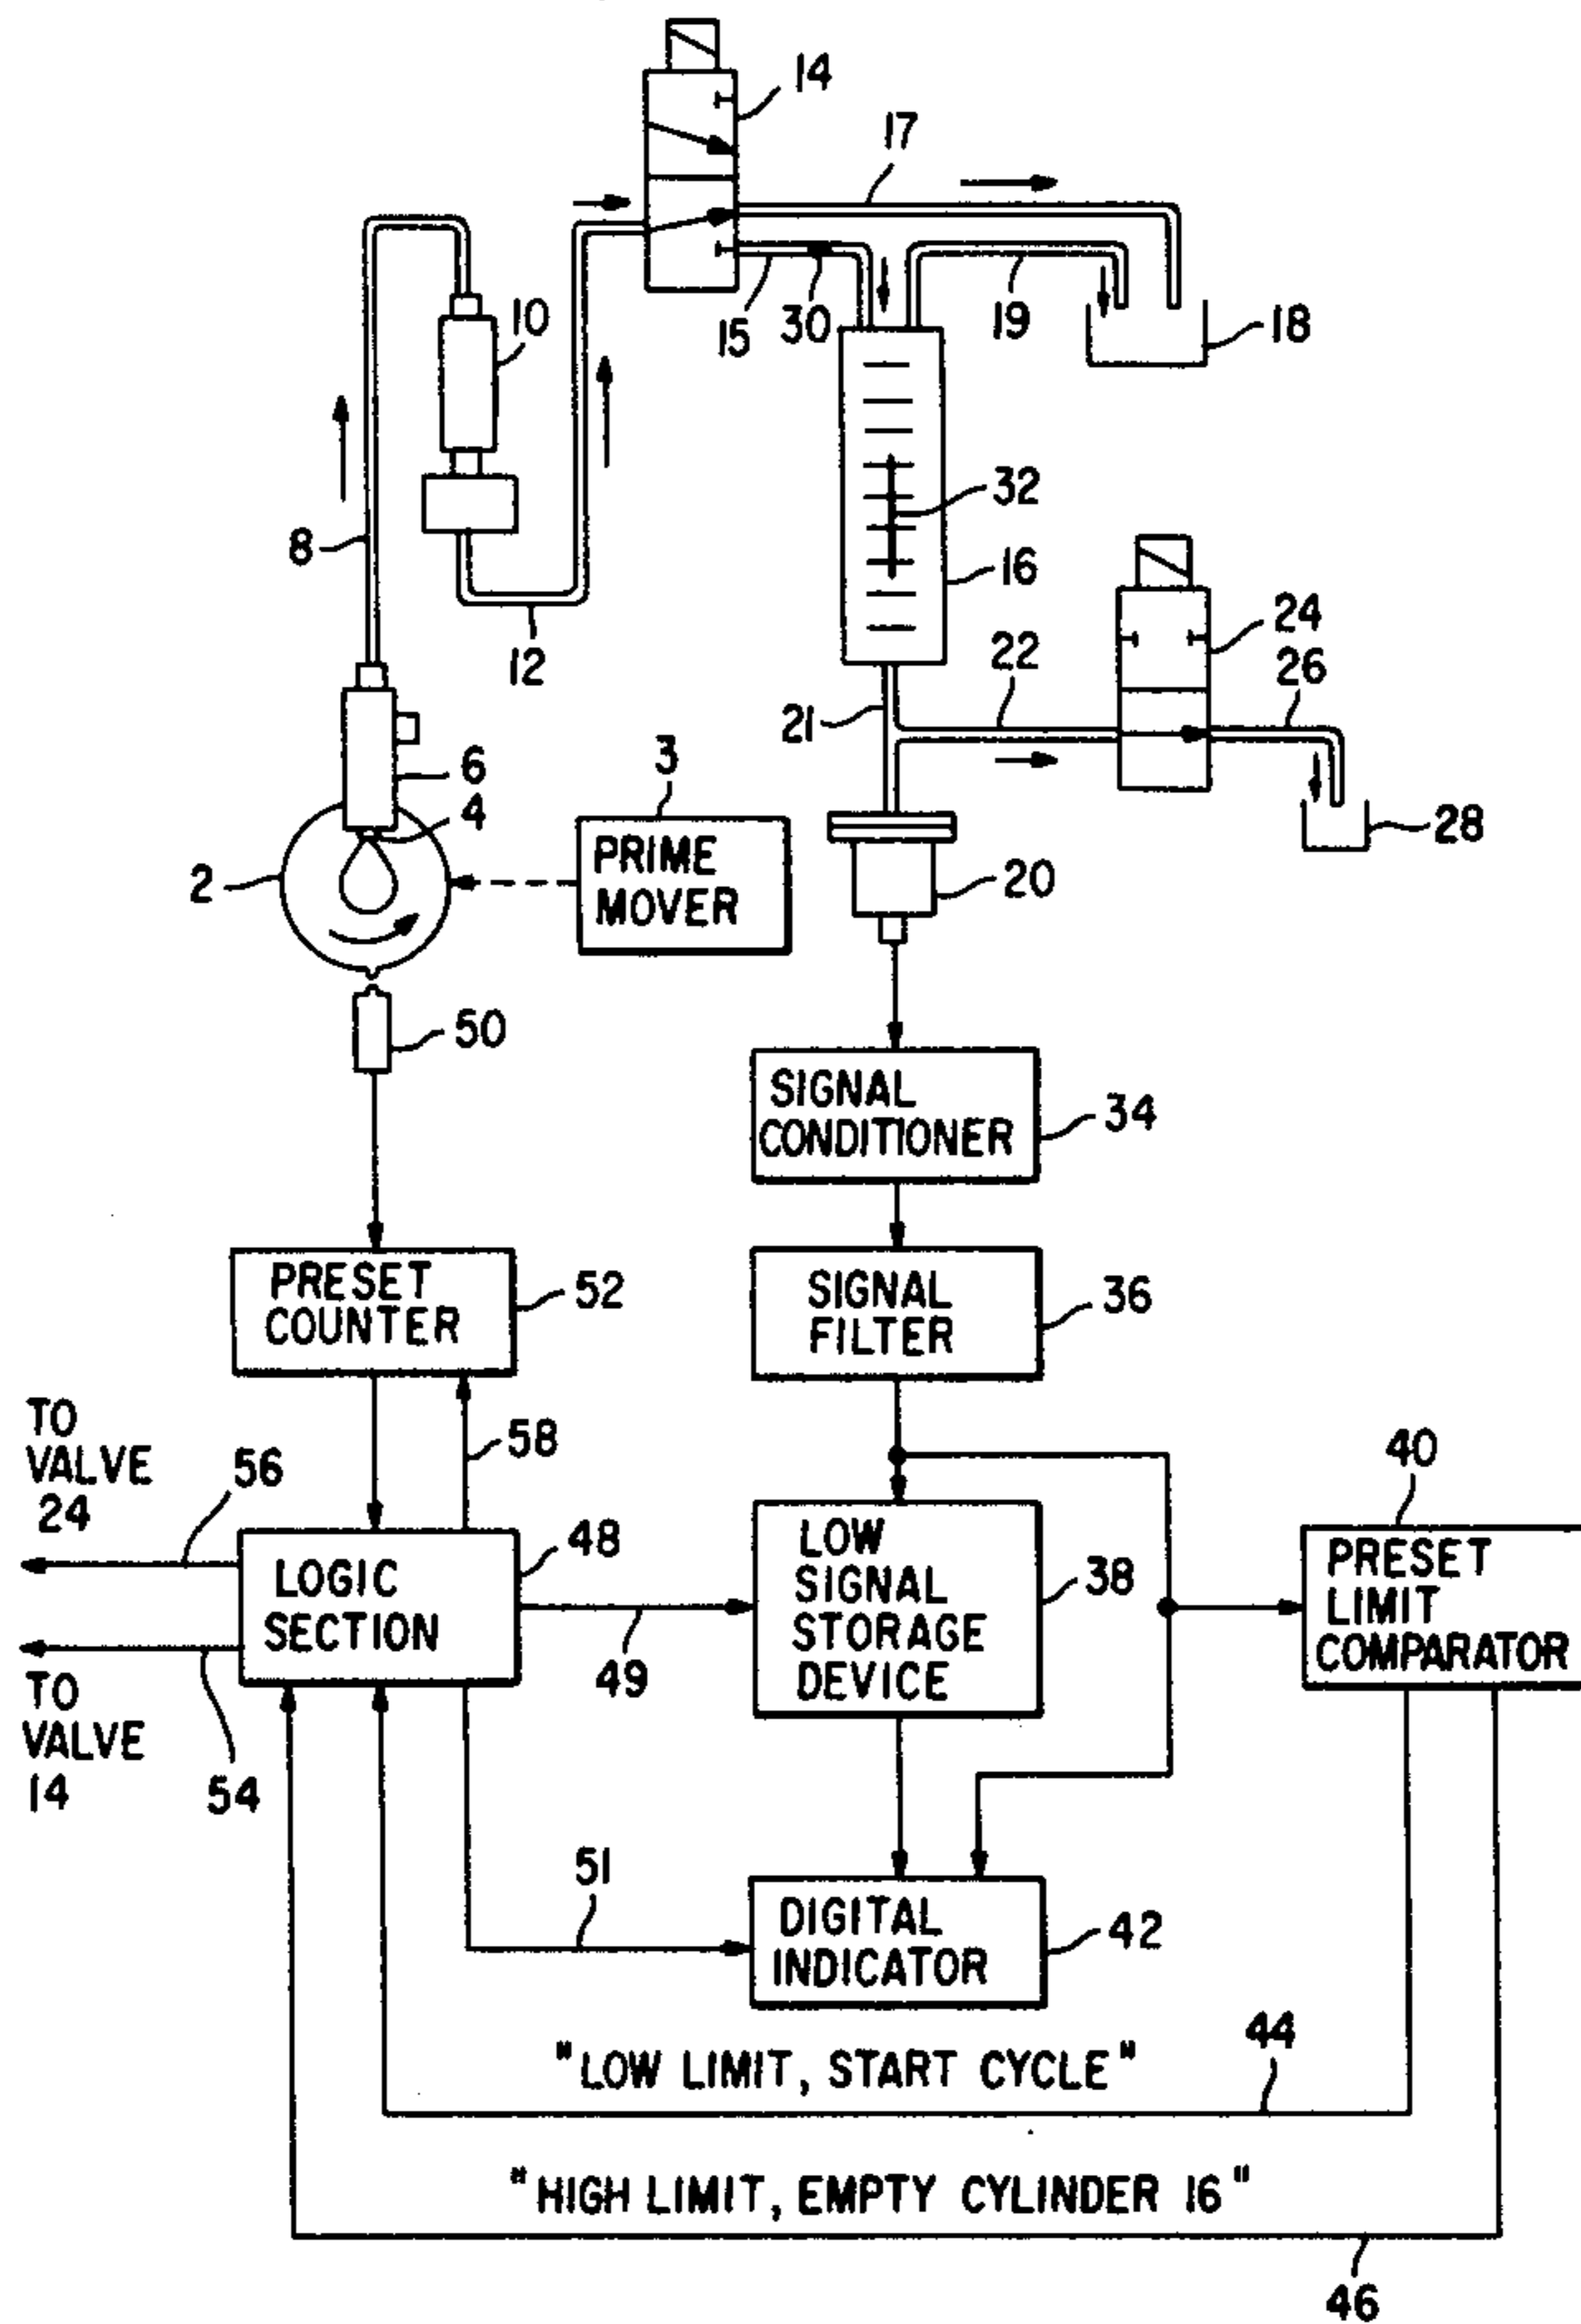 14
17
10
15
30
19
18
32
8
16
24
12
22
26
21
6
3
4
28
2
PRIME
MOVER
20
50
SIGNAL
CONDITIONER
34
PRESET
COUNTER
52
SIGNAL
FILTER
36
TO
VALVE
24
56
58
40
LOGIC
SECTION
48
LOW
SIGNAL
STORAGE
DEVICE
38
PRESET
LIMIT
COMPARATOR
49
TO
VALVE
14
54
51
DIGITAL
INDICATOR
42
44
"LOW LIMIT, START CYCLE"
"HIGH LIMIT, EMPTY CYLINDER 16"
46